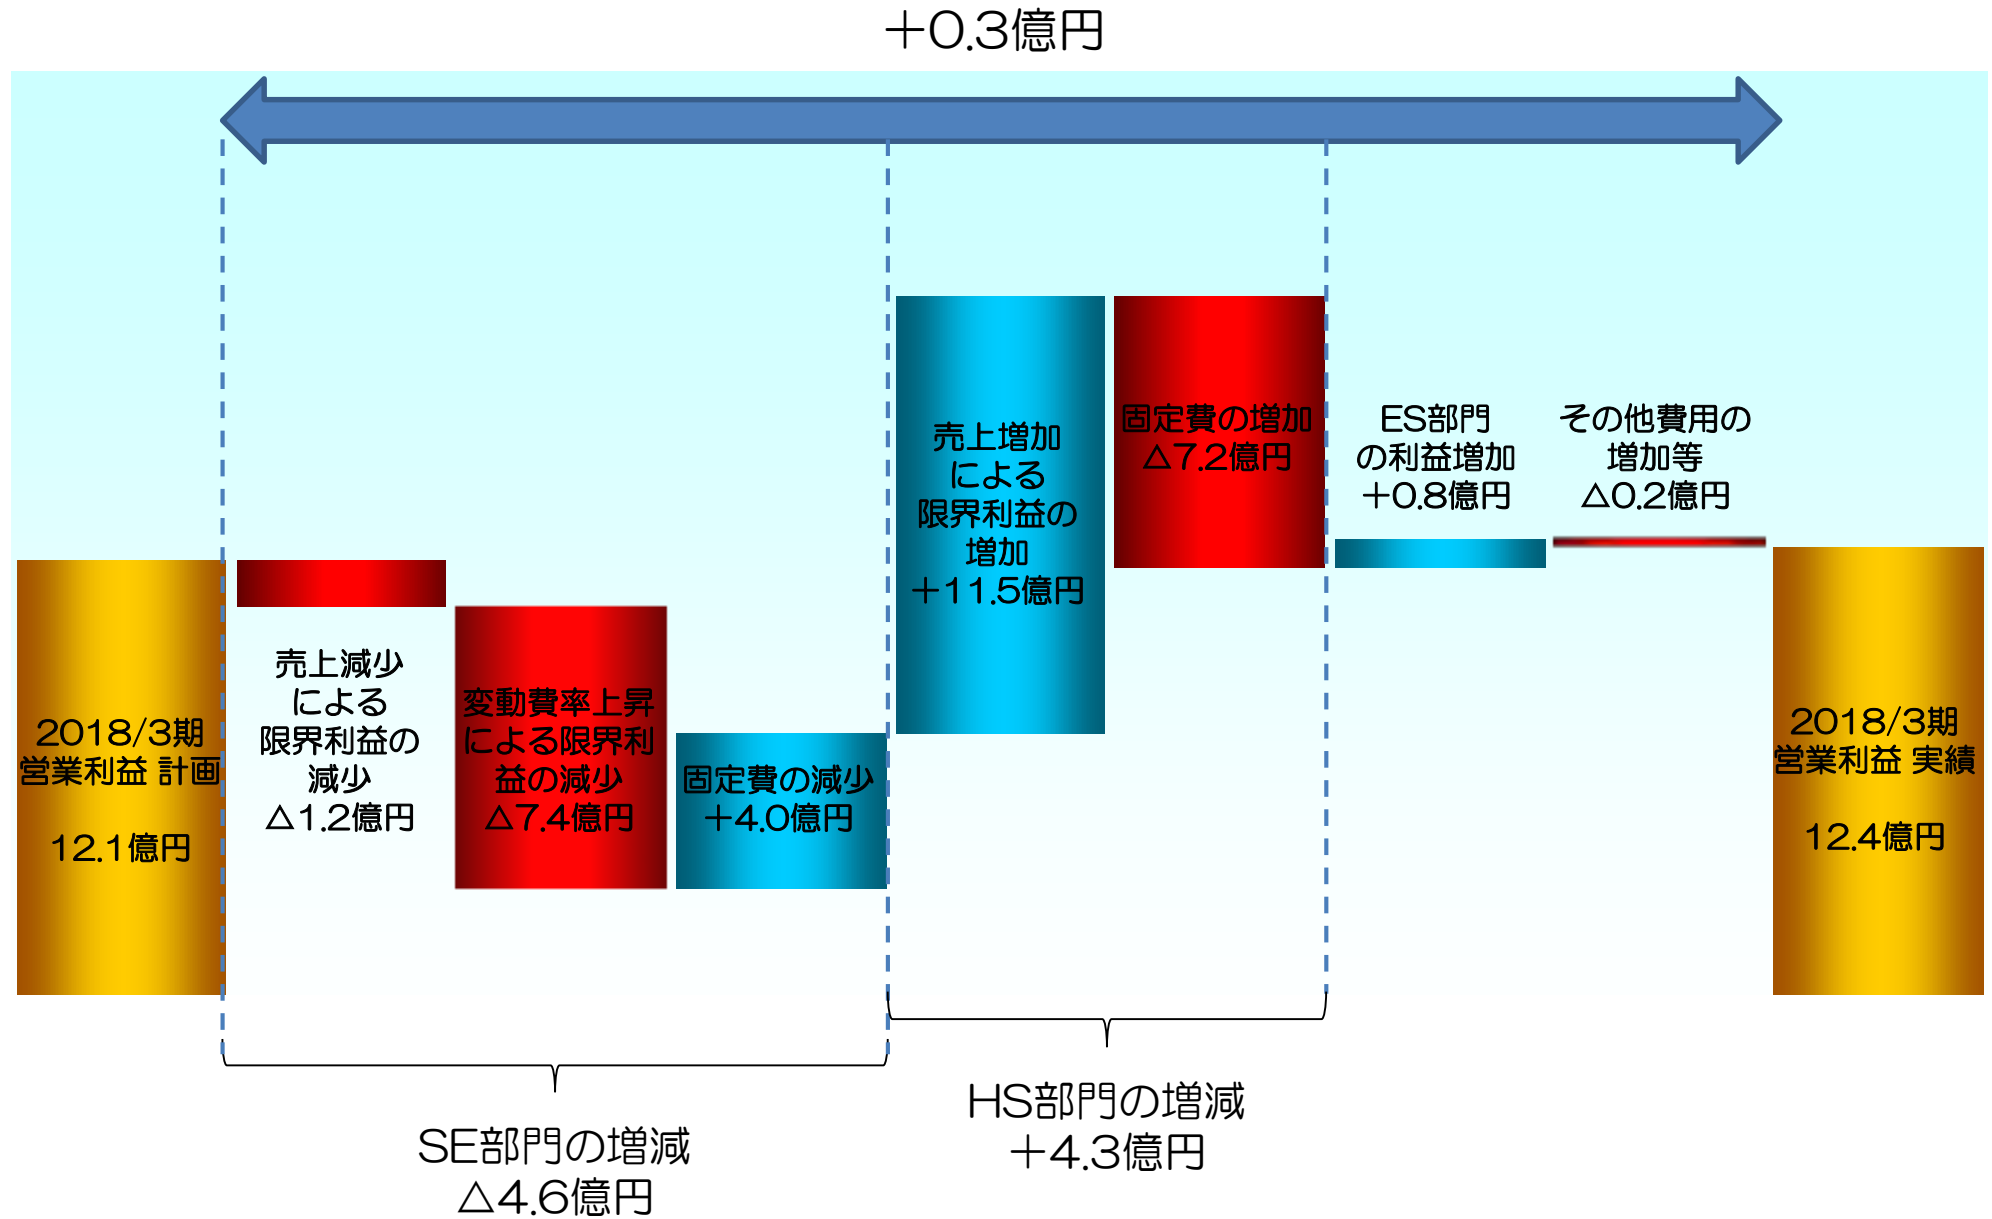 ＋0.3億円
2018/3期
営業利益 計画
12.1億円
売上減少
による
限界利益の
減少
△1.2億円
変動費率上昇
による限界利
益の減少
△7.4億円
固定費の減少
＋4.0億円
売上増加
による
限界利益の
増加
＋11.5億円
固定費の増加
△7.2億円
ES部門
の利益増加
＋0.8億円
その他費用の
増加等
△0.2億円
2018/3期
営業利益 実績
12.4億円
SE部門の増減
△4.6億円
HS部門の増減
＋4.3億円